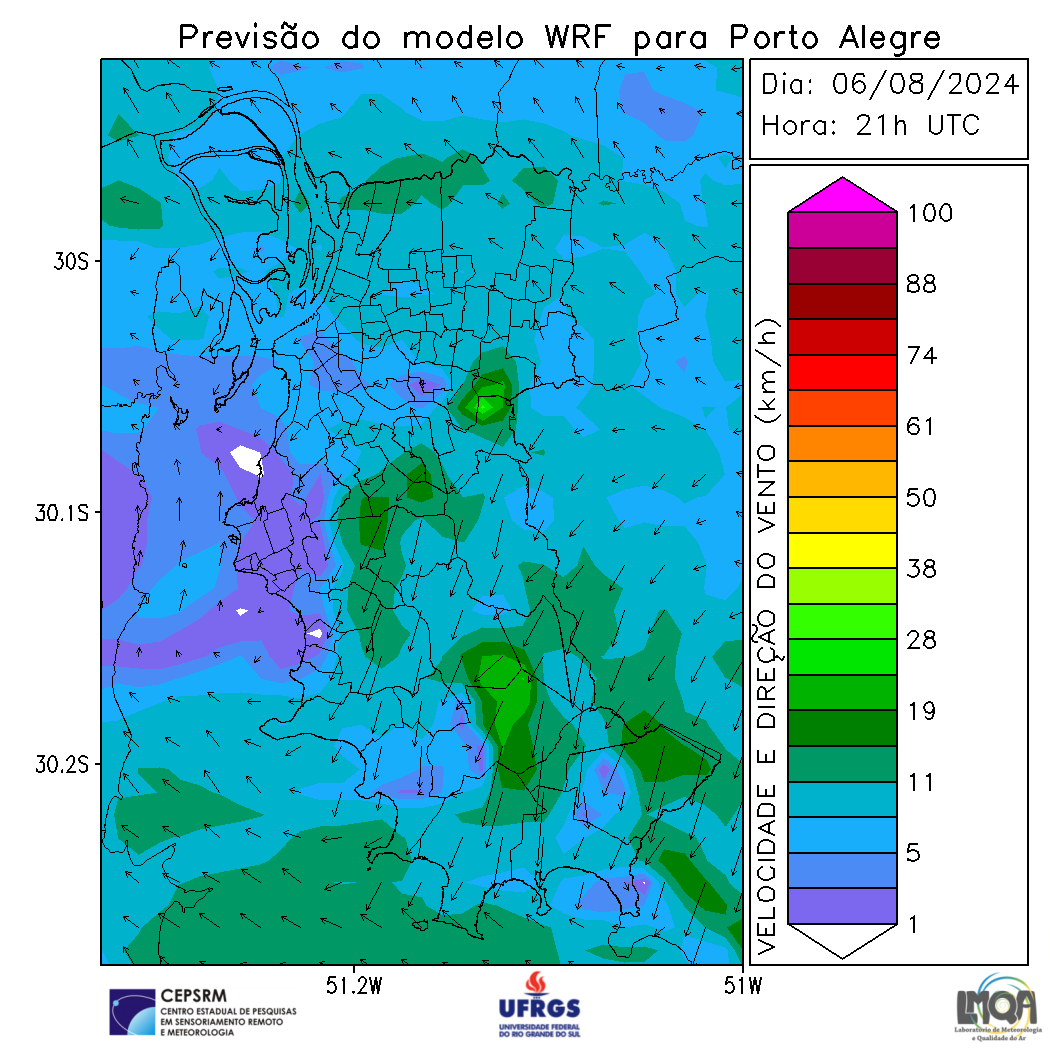 Previsão do modelo WRF para Porto Alegre
Dia: 06/08/2024
Hora: 21h UTC
30S
30.1S
30.2S
51.2W
51W
VELOCIDADE E DIREÇÃO DO VENTO (km/h)
100
88
74
61
50
38
28
19
11
5
1
CEPSRM
CENTRO ESTADUAL DE PESQUISAS
EM SENSORIAMENTO REMOTO
E METEOROLOGIA
UFRGS
UNIVERSIDADE FEDERAL
DO RIO GRANDE DO SUL
LMQA
Laboratório de Meteorologia
e Qualidade do Ar